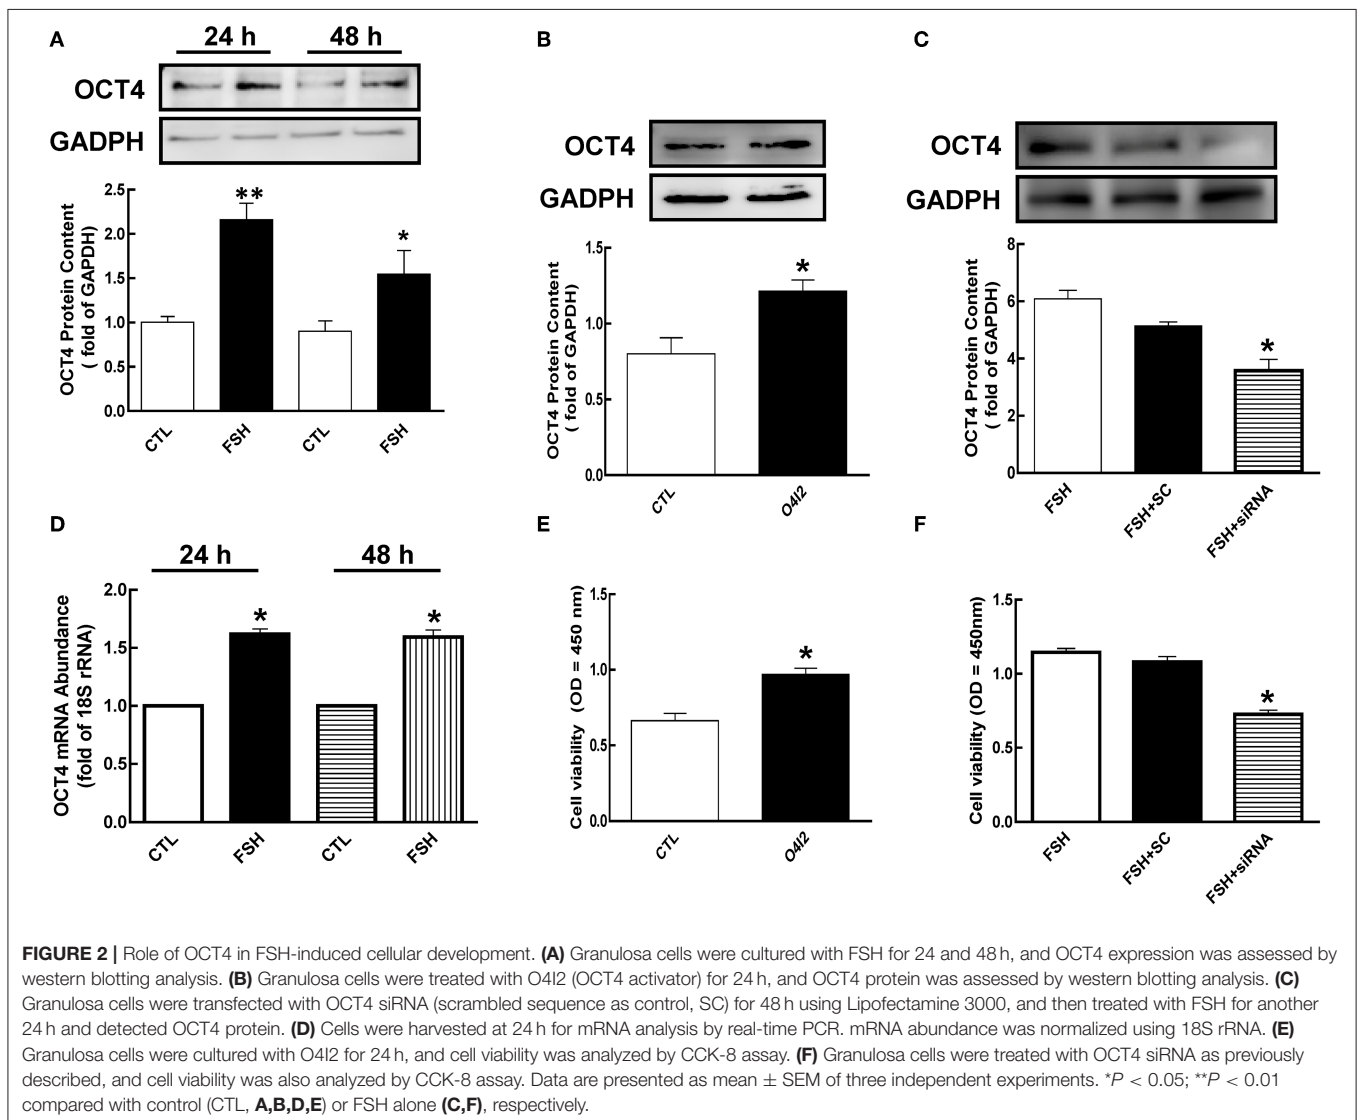 A
24 h 48 h
OCT4
GADPH
OCT4 Protein Content
( fold of GAPDH)
2.5
2.0
1.5
1.0
0.5
0.0
**
*
CTL
FSH
CTL
FSH
B
OCT4
GADPH
OCT4 Protein Content
( fold of GAPDH)
1.5
1.0
0.5
0.0
*
CTL
O4I2
C
OCT4
GADPH
OCT4 Protein Content
( fold of GAPDH)
8
6
4
2
0
*
FSH
FSH+SC
FSH+siRNA
D
24 h 48 h
OCT4 mRNA Abundance
(fold of 18S rRNA)
2.0
1.5
1.0
0.5
0.0
*
*
CTL
FSH
CTL
FSH
E
Cell viability (OD = 450 nm)
1.5
1.0
0.5
0.0
*
CTL
O4I2
F
Cell viability (OD = 450nm)
1.5
1.0
0.5
0.0
*
FSH
FSH+SC
FSH+siRNA
FIGURE 2 | Role of OCT4 in FSH-induced cellular development. (A) Granulosa cells were cultured with FSH for 24 and 48 h, and OCT4 expression was assessed by
western blotting analysis. (B) Granulosa cells were treated with O4I2 (OCT4 activator) for 24 h, and OCT4 protein was assessed by western blotting analysis. (C)
Granulosa cells were transfected with OCT4 siRNA (scrambled sequence as control, SC) for 48 h using Lipofectamine 3000, and then treated with FSH for another
24 h and detected OCT4 protein. (D) Cells were harvested at 24 h for mRNA analysis by real-time PCR. mRNA abundance was normalized using 18S rRNA. (E)
Granulosa cells were cultured with O4I2 for 24 h, and cell viability was analyzed by CCK-8 assay. (F) Granulosa cells were treated with OCT4 siRNA as previously
described, and cell viability was also analyzed by CCK-8 assay. Data are presented as mean ± SEM of three independent experiments. *P < 0.05; **P < 0.01
compared with control (CTL, A,B,D,E) or FSH alone (C,F), respectively.